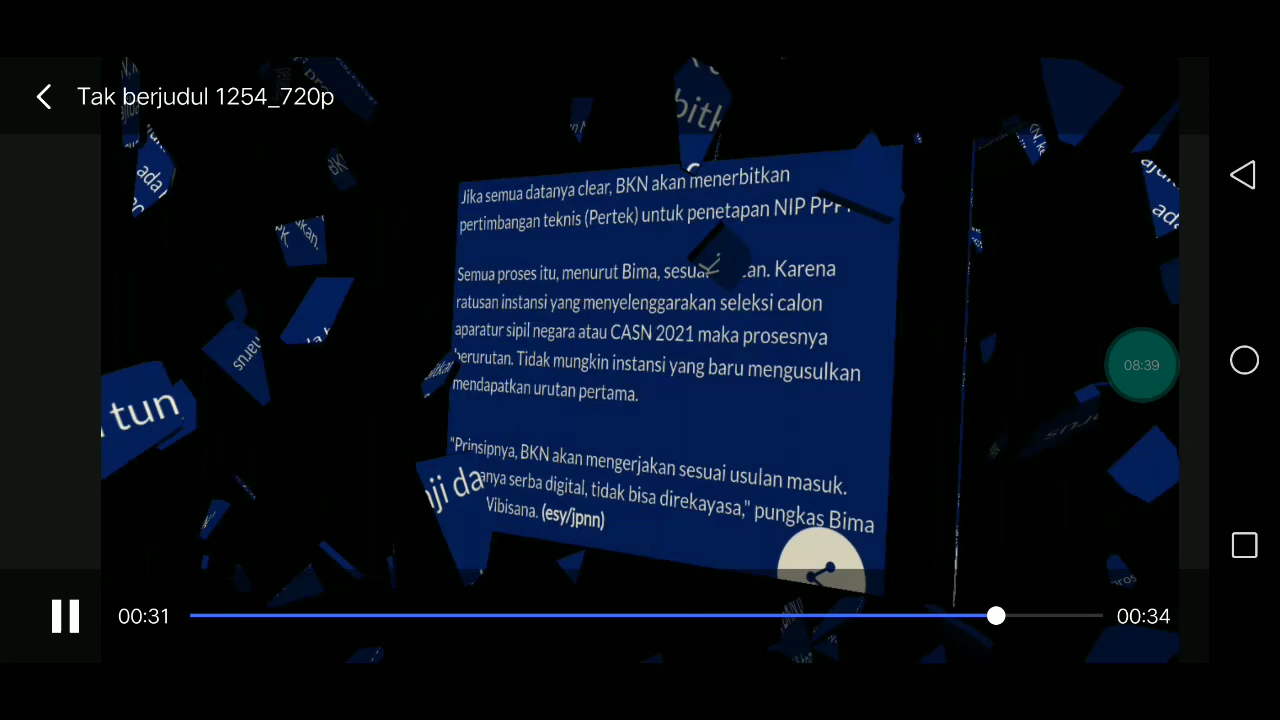 Tak berjudul 1254_720p
bitk
ada
Jika semua datanya clear, BKN akan menerbitkan
pertimbangan teknis (Pertek) untuk penetapan NIP
kan.
Semua proses itu, menurut Bima, Karena
ratusan instansi yang menyelenggarakan seleksi calon
aparatur sipil negara atau CASN 2021 maka prosesnya
berurutan. Tidak mungkin instansi yang baru mengusulkan
mendapatkan urutan pertama.
tun
08:39
"Prinsipnya, BKN akan mengerjakan sesuai usulan masuk.
anya serba digital, tidak bisa direkayasa," pungkas Bima
Vibisana. (esy/jpnn)
ji da
00:31
00:34